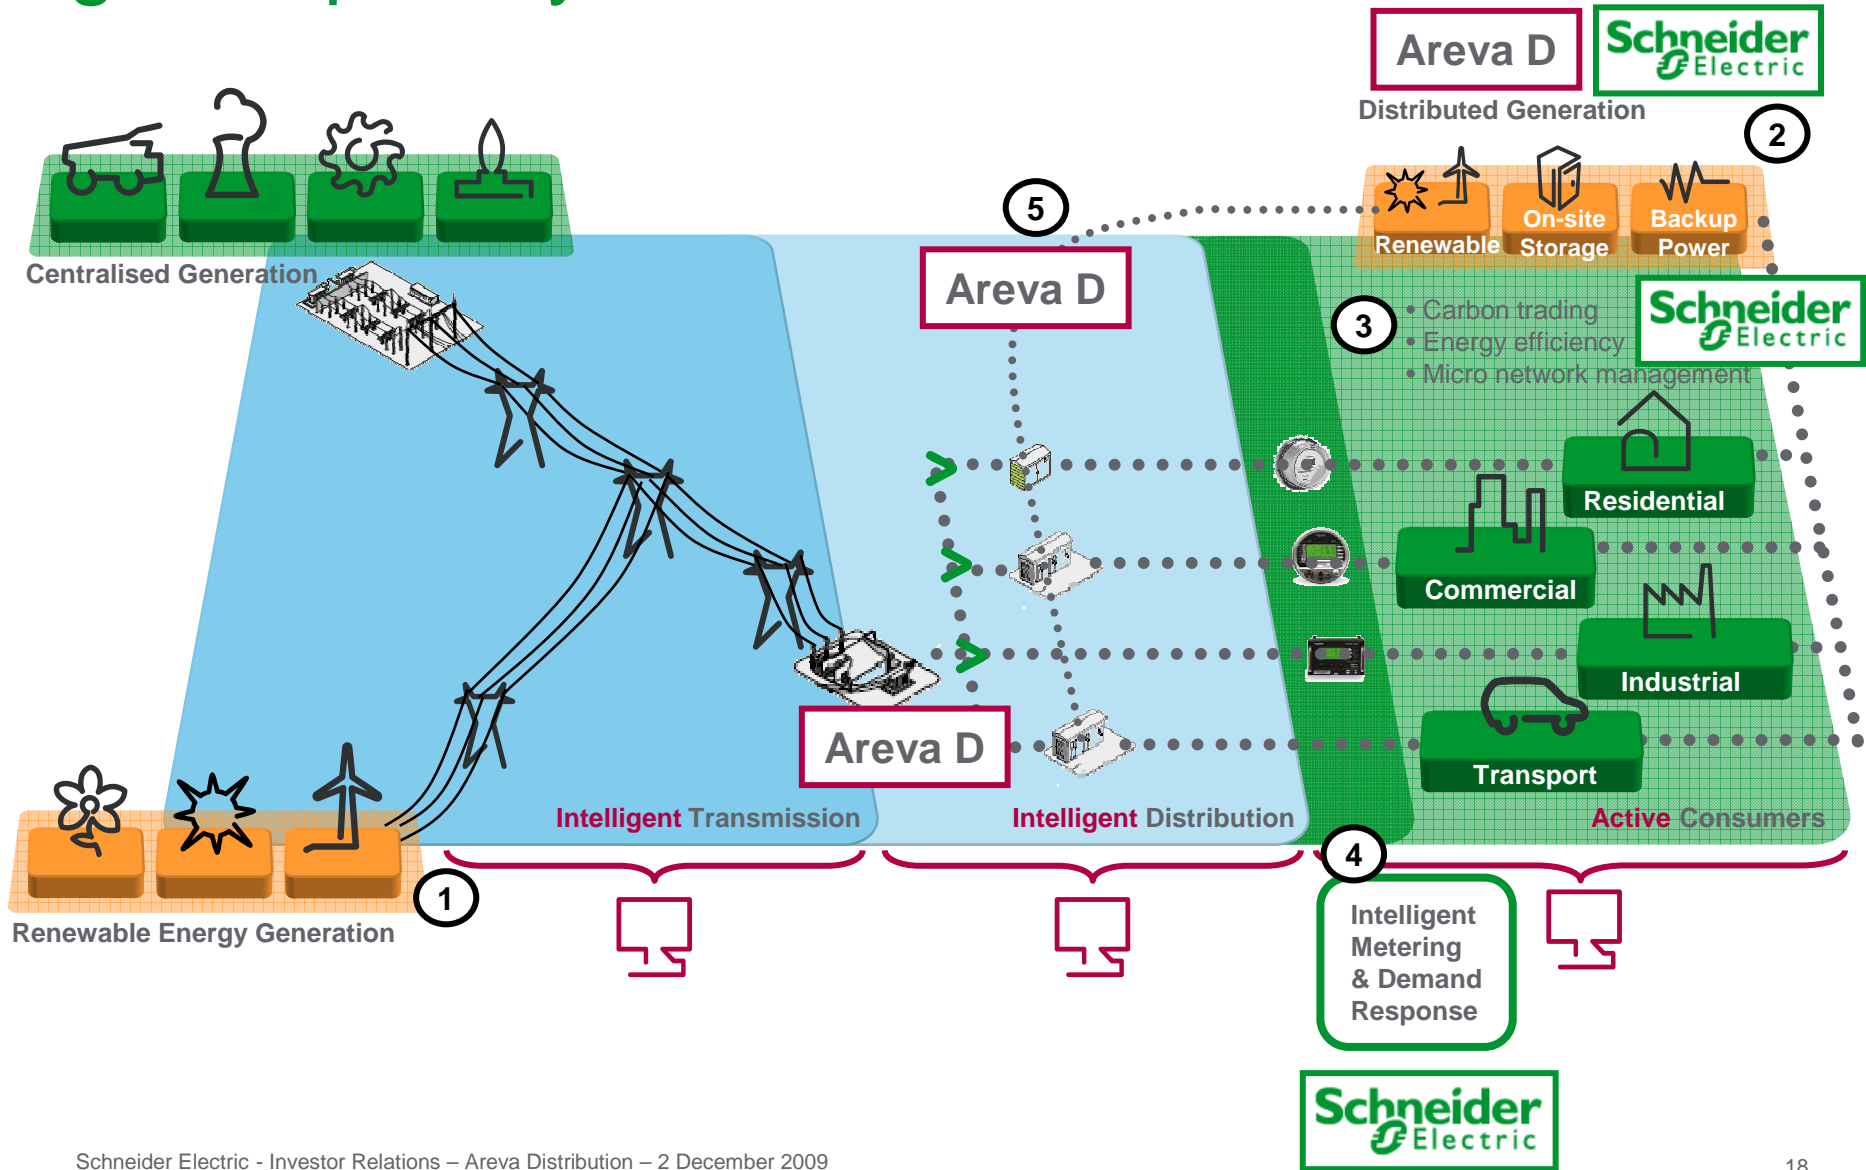 Areva D
Schneider
Electric
Distributed Generation
2
5
Renewable
On-site
Storage
Backup
Power
Centralised Generation
Areva D
3
• Carbon trading
• Energy efficiency
• Micro network management
Schneider
Electric
Residential
Commercial
Industrial
Transport
Areva D
Intelligent Transmission
Intelligent Distribution
Active Consumers
1
Renewable Energy Generation
4
Intelligent
Metering
& Demand
Response
Schneider
Electric
Schneider Electric - Investor Relations – Areva Distribution – 2 December 2009
18